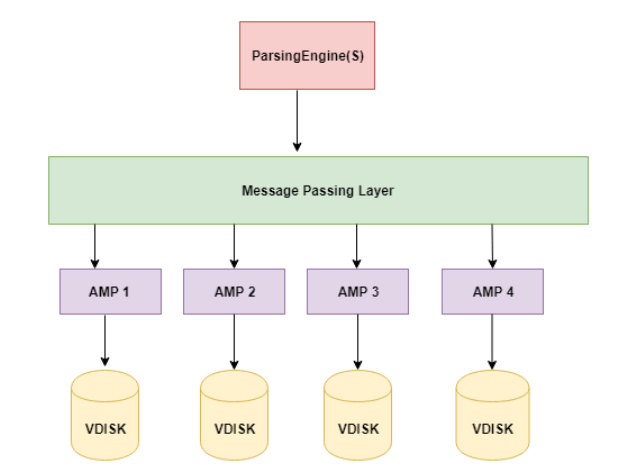 ParsingEngine(S)
Message Passing Layer
AMP 1
AMP 2
AMP 3
AMP 4
VDISK
VDISK
VDISK
VDISK